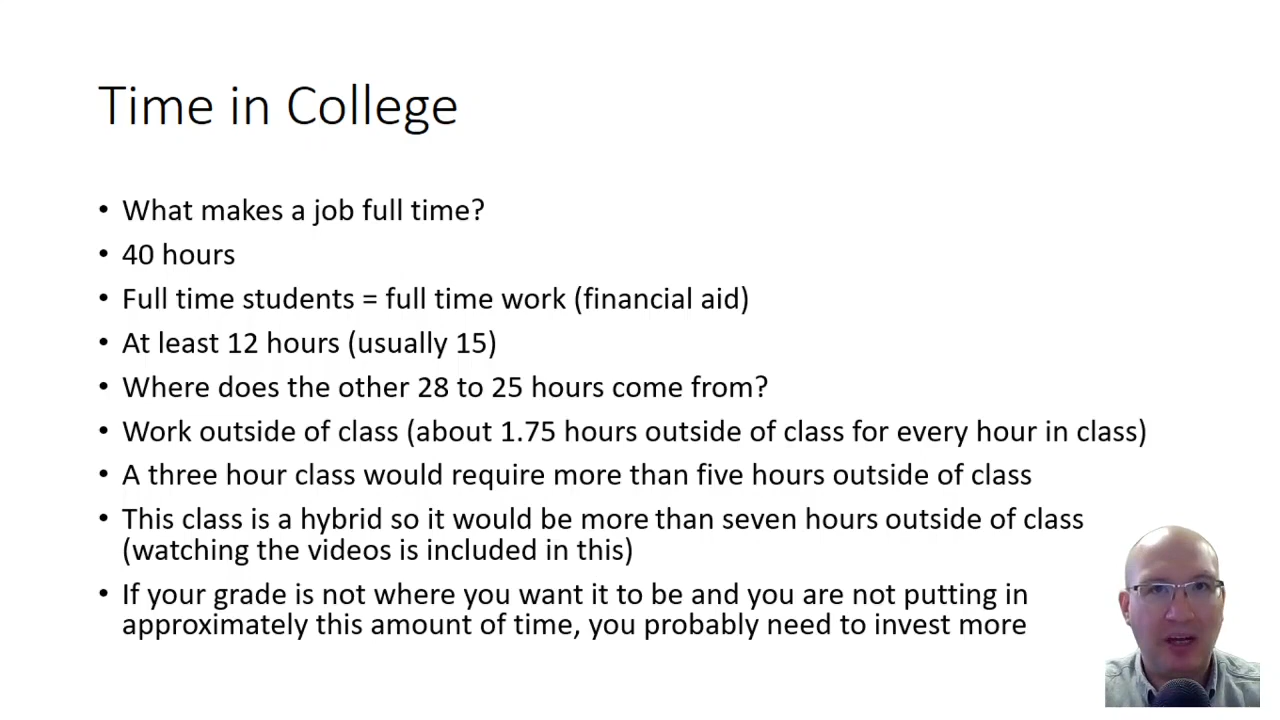 Time in College
• What makes a job full time?
• 40 hours
• Full time students = full time work (financial aid)
• At least 12 hours (usually 15)
• Where does the other 28 to 25 hours come from?
• Work outside of class (about 1.75 hours outside of class for every hour in class)
• A three hour class would require more than five hours outside of class
• This class is a hybrid so it would be more than seven hours outside of class
(watching the videos is included in this)
• If your grade is not where you want it to be and you are not putting in
approximately this amount of time, you probably need to invest more